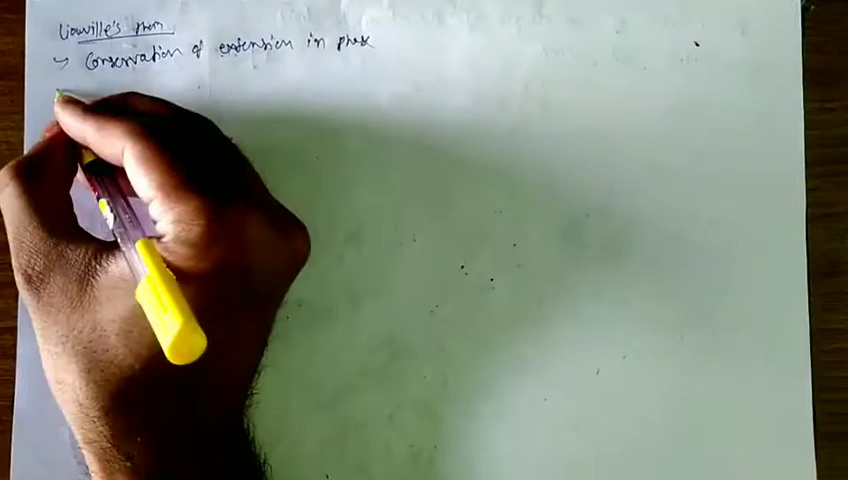 Liouville's thm
→ Conservation of extension in phase